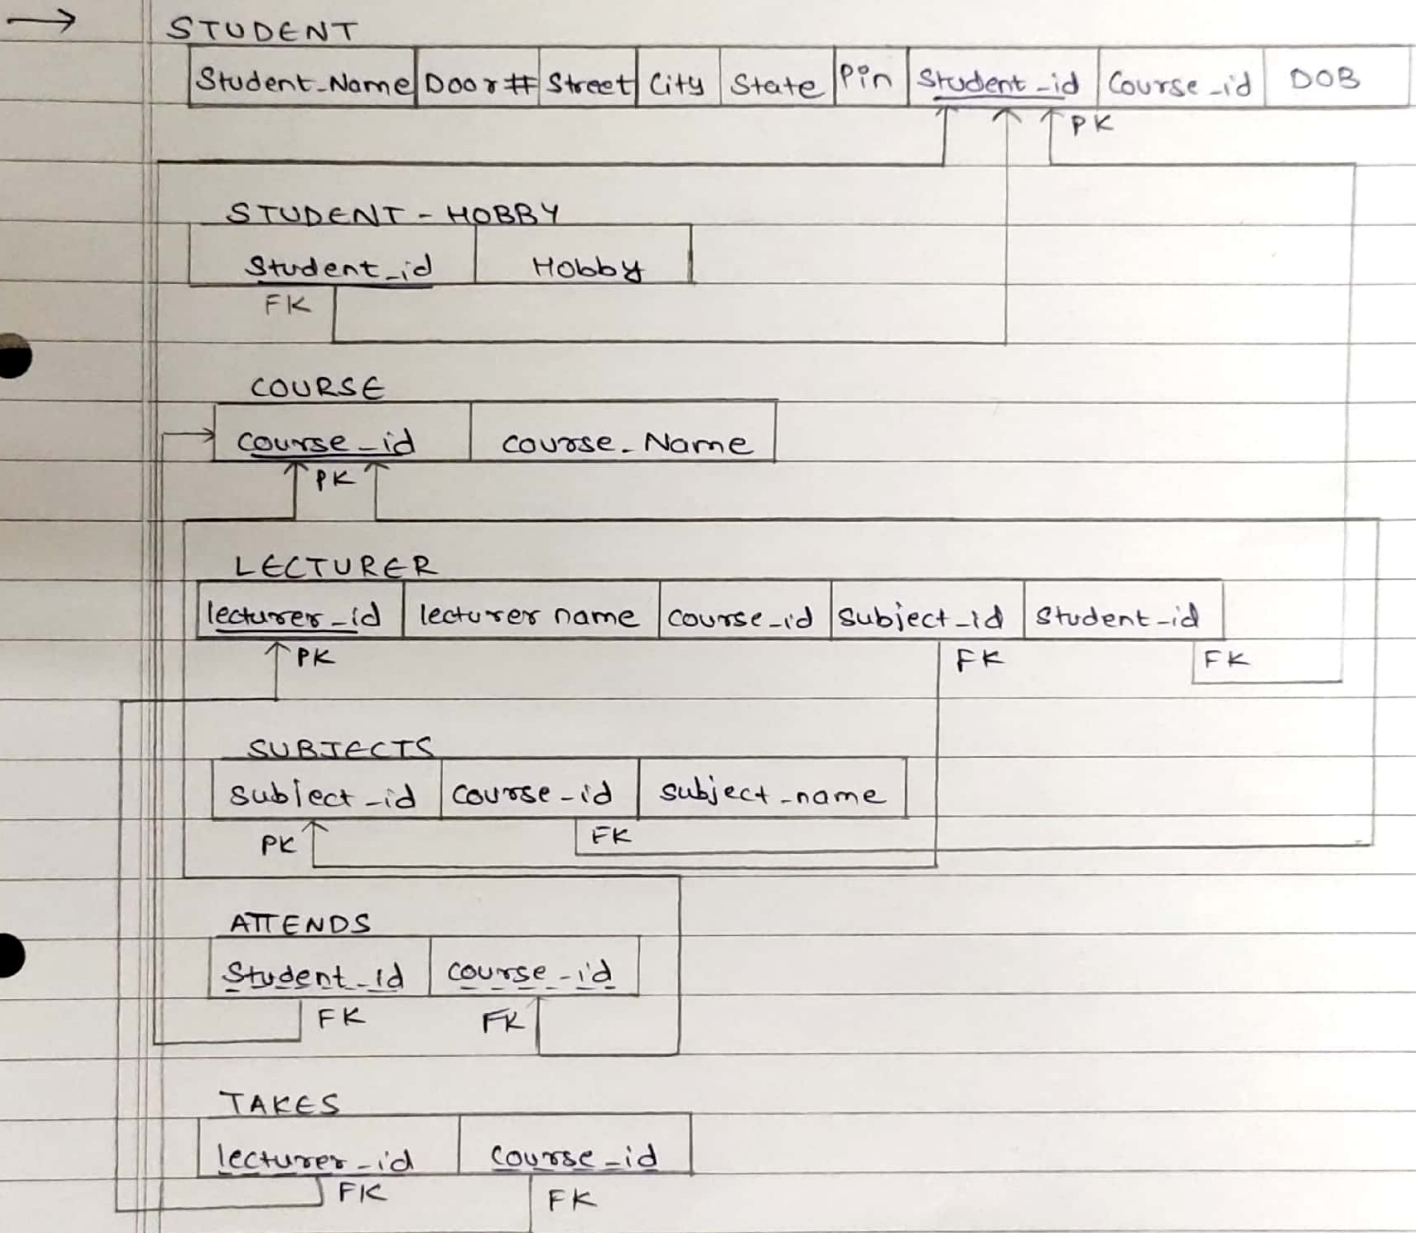 → STUDENT
Student_Name Door# Street City State Pin Student_id Course_id DOB
PK
STUDENT - HOBBY
Student_id Hobby
FK
COURSE
course_id course_Name
PK
LECTURER
lecturer_id lecturer name course_id subject_id Student_id
PK FK FK
SUBJECTS
subject_id course_id subject_name
PK FK
ATTENDS
Student_id course_id
FK FK
TAKES
lecturer_id course_id
FK FK